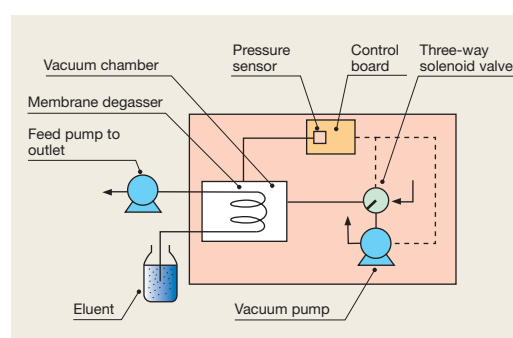 Pressure
sensor
Control
board
Three-way
solenoid valve
Vacuum chamber
Membrane degasser
Feed pump to
outlet
Eluent
Vacuum pump